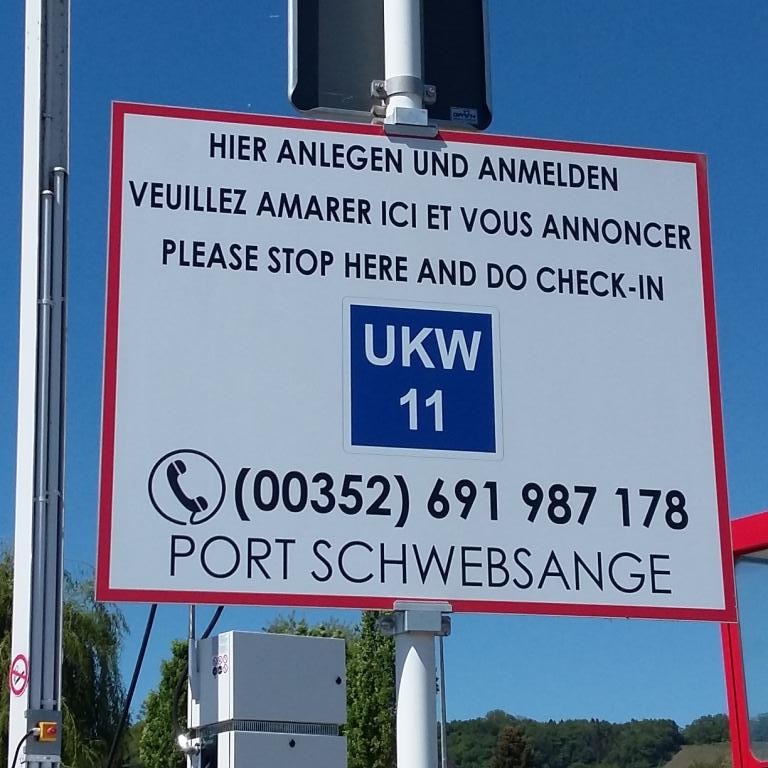 HIER ANLEGEN UND ANMELDEN
VEUILLEZ AMARER ICI ET VOUS ANNONCER
PLEASE STOP HERE AND DO CHECK-IN
UKW
11
(00352) 691 987 178
PORT SCHWEBSANGE